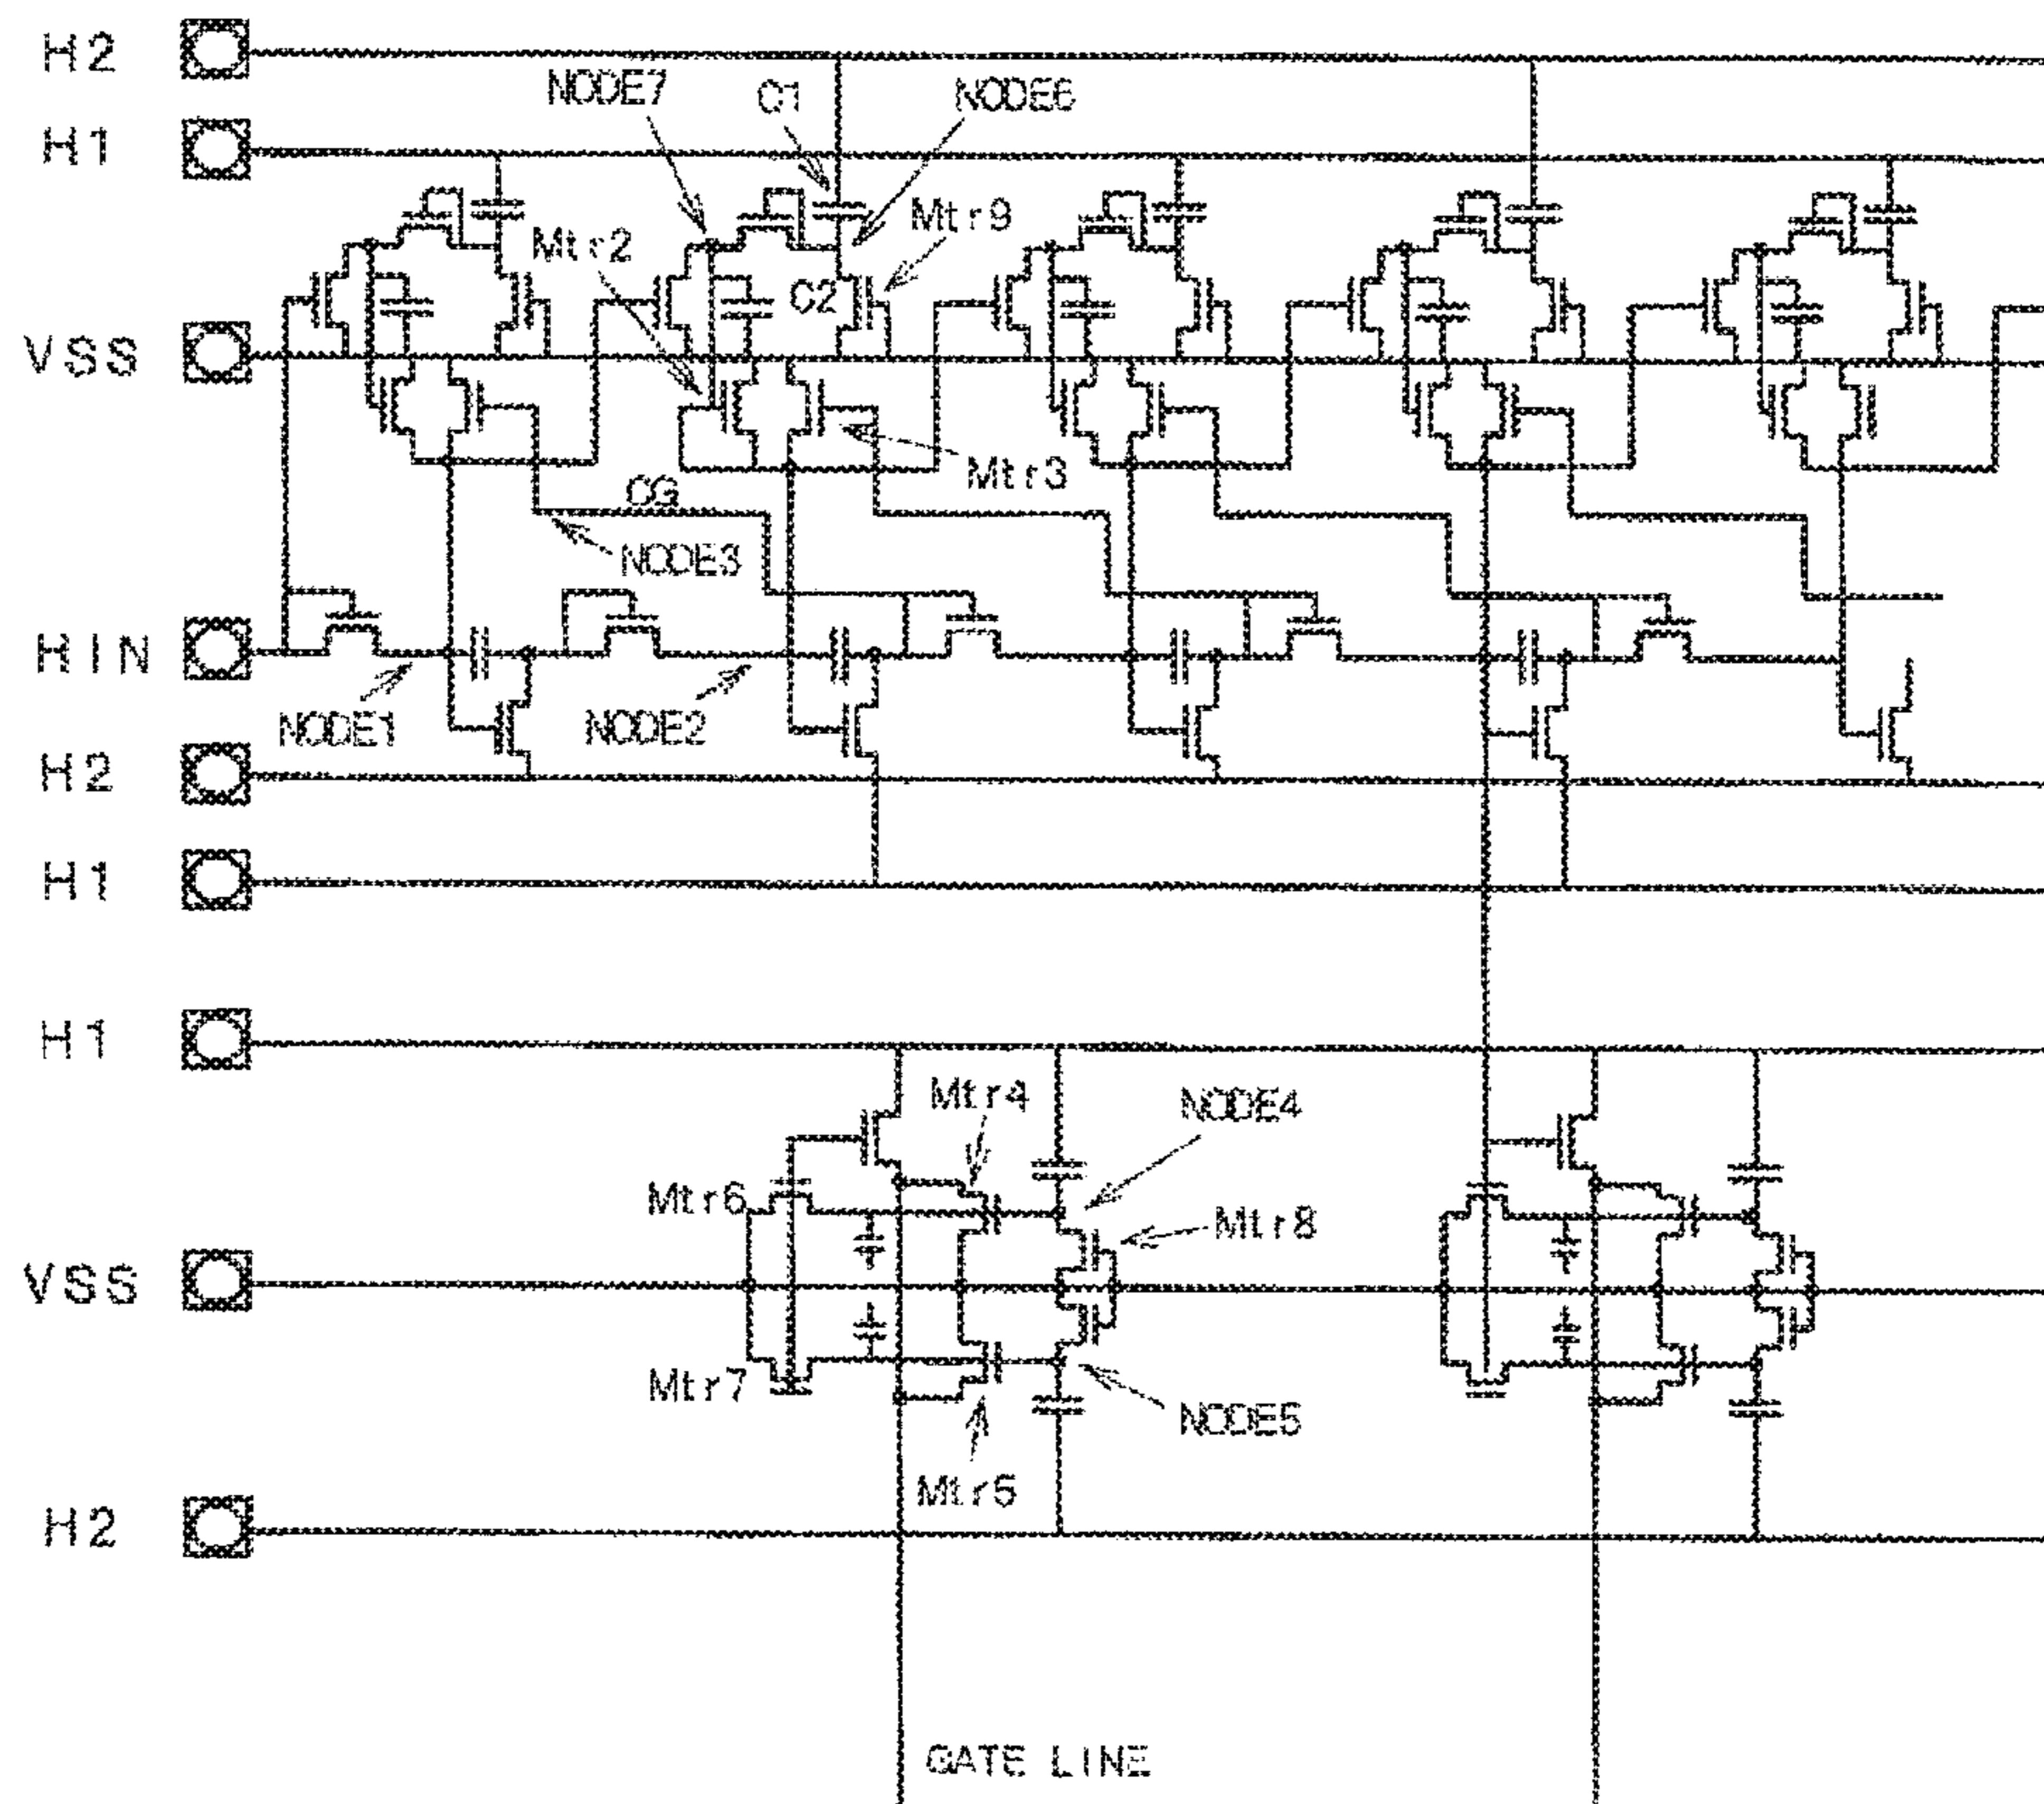 H2
NODE7
C1
NODE6
H1
Mtr2
Mtr9
C2
VSS
Mtr3
CG
NODE3
HIN
NODE1
NODE2
H2
H1
H1
Mtr4
NODE4
Mtr6
Mtr8
VSS
Mtr7
NODE5
Mtr5
H2
GATE LINE